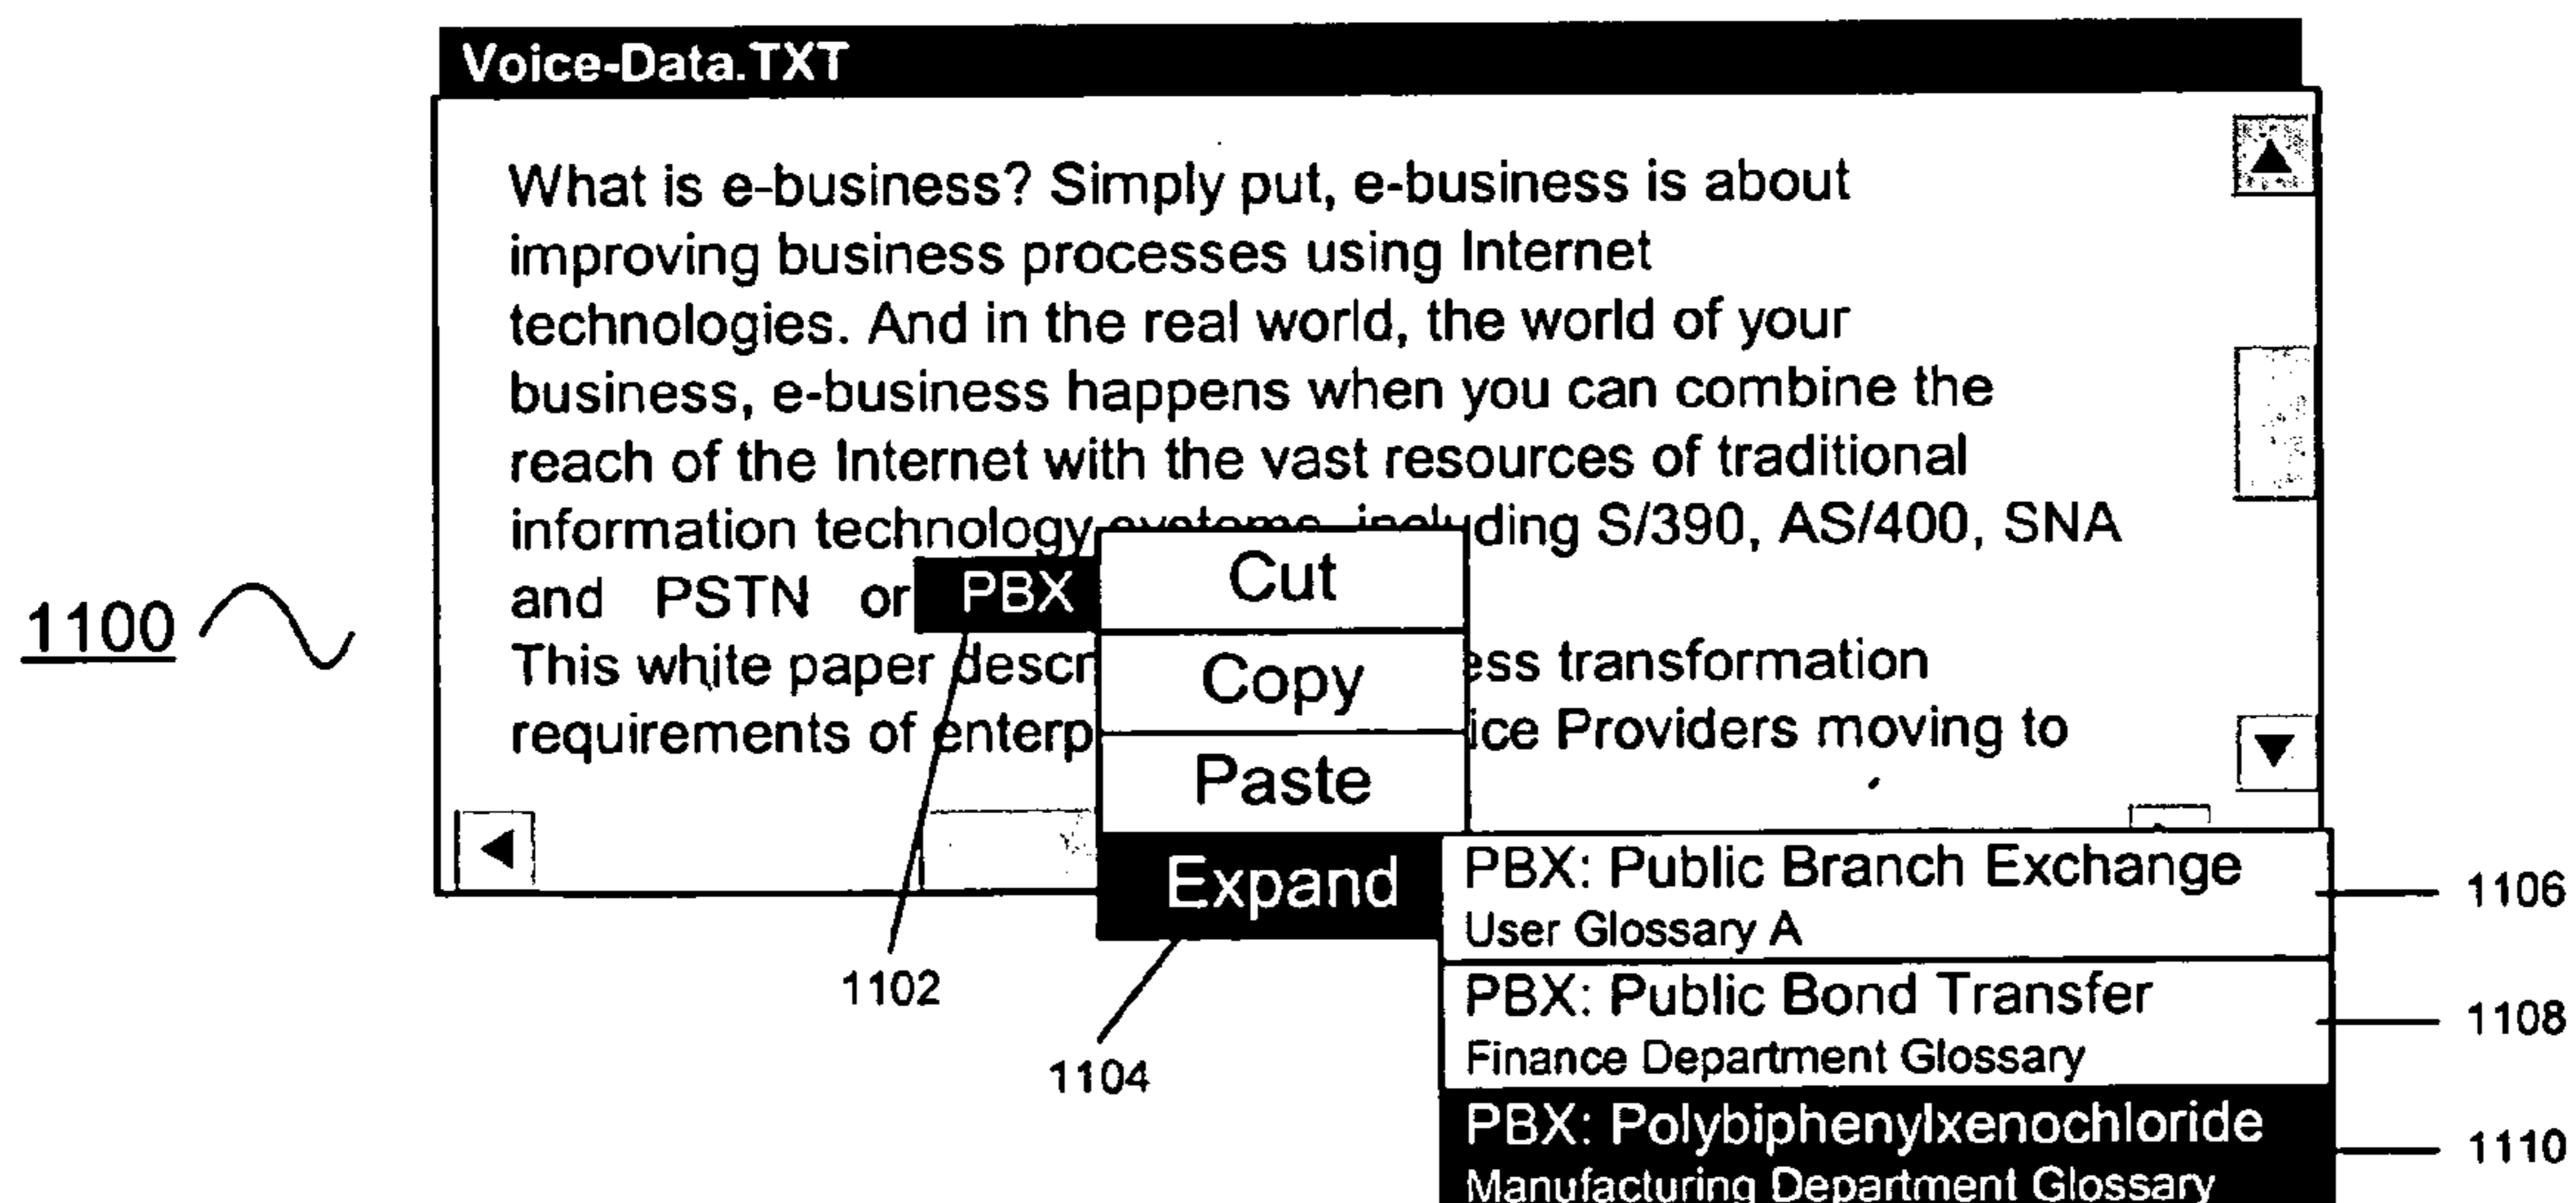 Voice-Data.TXT
What is e-business? Simply put, e-business is about
improving business processes using Internet
technologies. And in the real world, the world of your
business, e-business happens when you can combine the
reach of the Internet with the vast resources of traditional
information technology systems, including S/390, AS/400, SNA
and PSTN or PBX
This white paper descr ess transformation
requirements of enterp ice Providers moving to
Cut
Copy
Paste
Expand
PBX: Public Branch Exchange
User Glossary A
PBX: Public Bond Transfer
Finance Department Glossary
PBX: Polybiphenylxenochloride
Manufacturing Department Glossary
1100
1102
1104
1106
1108
1110